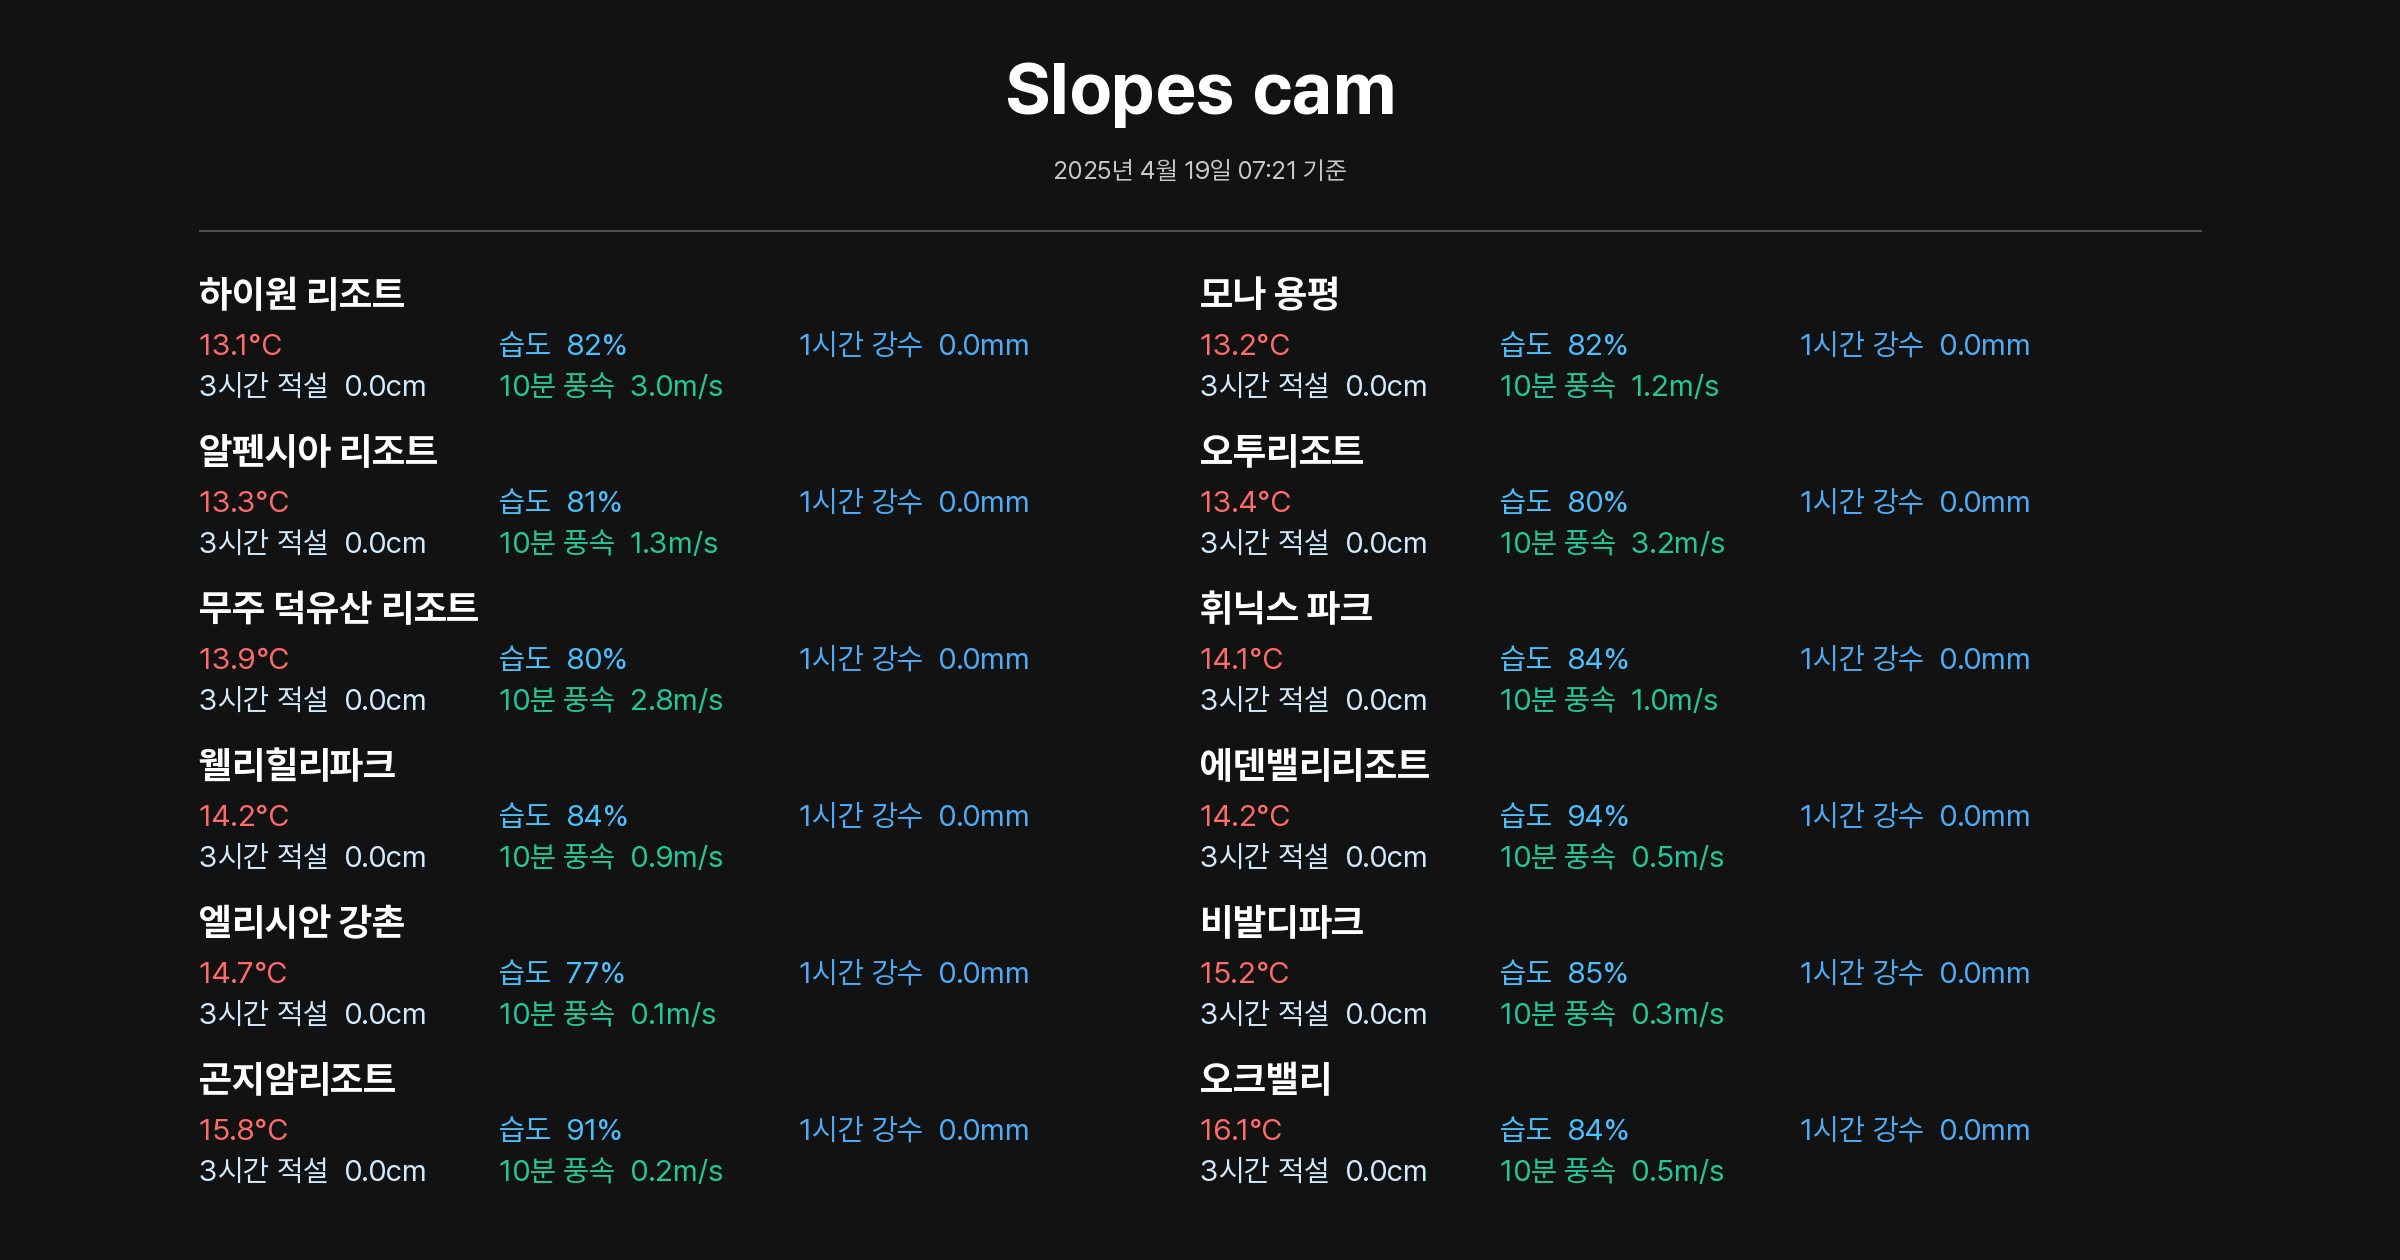 Slopes cam
2025년 4월 19일 07:21 기준
하이원 리조트
13.1°C 습도 82% 1시간 강수 0.0mm
3시간 적설 0.0cm 10분 풍속 3.0m/s
모나 용평
13.2°C 습도 82% 1시간 강수 0.0mm
3시간 적설 0.0cm 10분 풍속 1.2m/s
알펜시아 리조트
13.3°C 습도 81% 1시간 강수 0.0mm
3시간 적설 0.0cm 10분 풍속 1.3m/s
오투리조트
13.4°C 습도 80% 1시간 강수 0.0mm
3시간 적설 0.0cm 10분 풍속 3.2m/s
무주 덕유산 리조트
13.9°C 습도 80% 1시간 강수 0.0mm
3시간 적설 0.0cm 10분 풍속 2.8m/s
휘닉스 파크
14.1°C 습도 84% 1시간 강수 0.0mm
3시간 적설 0.0cm 10분 풍속 1.0m/s
웰리힐리파크
14.2°C 습도 84% 1시간 강수 0.0mm
3시간 적설 0.0cm 10분 풍속 0.9m/s
에덴밸리리조트
14.2°C 습도 94% 1시간 강수 0.0mm
3시간 적설 0.0cm 10분 풍속 0.5m/s
엘리시안 강촌
14.7°C 습도 77% 1시간 강수 0.0mm
3시간 적설 0.0cm 10분 풍속 0.1m/s
비발디파크
15.2°C 습도 85% 1시간 강수 0.0mm
3시간 적설 0.0cm 10분 풍속 0.3m/s
곤지암리조트
15.8°C 습도 91% 1시간 강수 0.0mm
3시간 적설 0.0cm 10분 풍속 0.2m/s
오크밸리
16.1°C 습도 84% 1시간 강수 0.0mm
3시간 적설 0.0cm 10분 풍속 0.5m/s